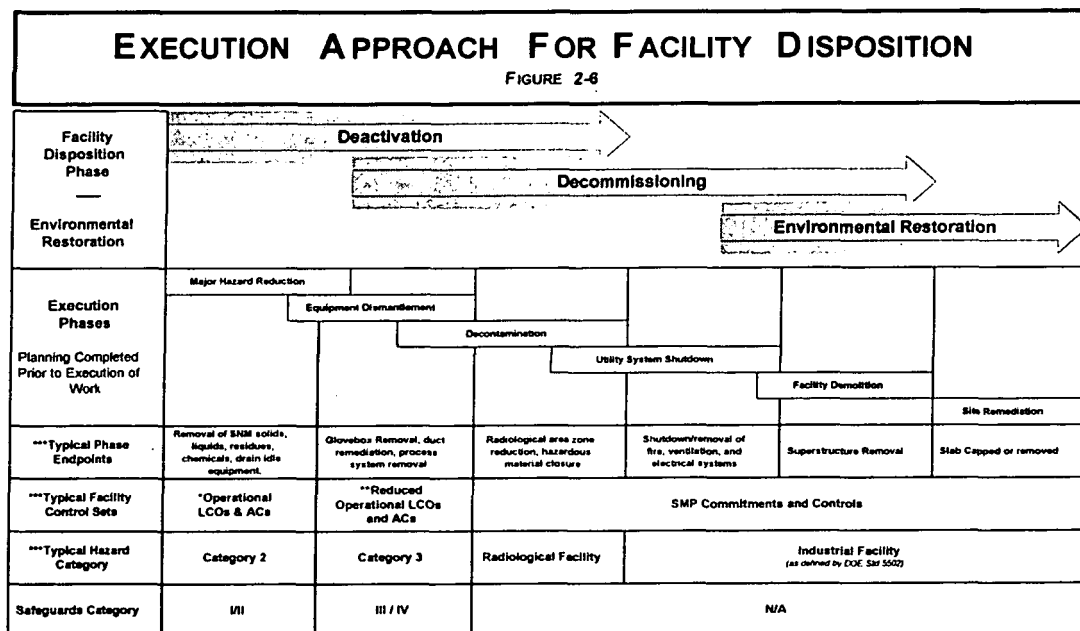 EXECUTION APPROACH FOR FACILITY DISPOSITION
FIGURE 2-6
Facility
Disposition
Phase
—
Environmental
Restoration
Deactivation
Decommissioning
Environmental Restoration
Execution
Phases
Planning Completed
Prior to Execution of
Work
Major Hazard Reduction
Equipment Dismantlement
Decontamination
Utility System Shutdown
Facility Demolition
Site Remediation
***Typical Phase
Endpoints
Removal of SNM solids,
liquids, residues,
chemicals, drain idle
equipment.
Glovebox Removal, duct
remediation, process
system removal
Radiological area zone
reduction, hazardous
material closure
Shutdown/removal of
fire, ventilation, and
electrical systems
Superstructure Removal
Slab Capped or removed
***Typical Facility
Control Sets
*Operational
LCOs & ACs
**Reduced
Operational LCOs
and ACs
SMP Commitments and Controls
***Typical Hazard
Category
Category 2
Category 3
Radiological Facility
Industrial Facility
(as defined by DOE Std 5502)
Safeguards Category
I/II
III / IV
N/A